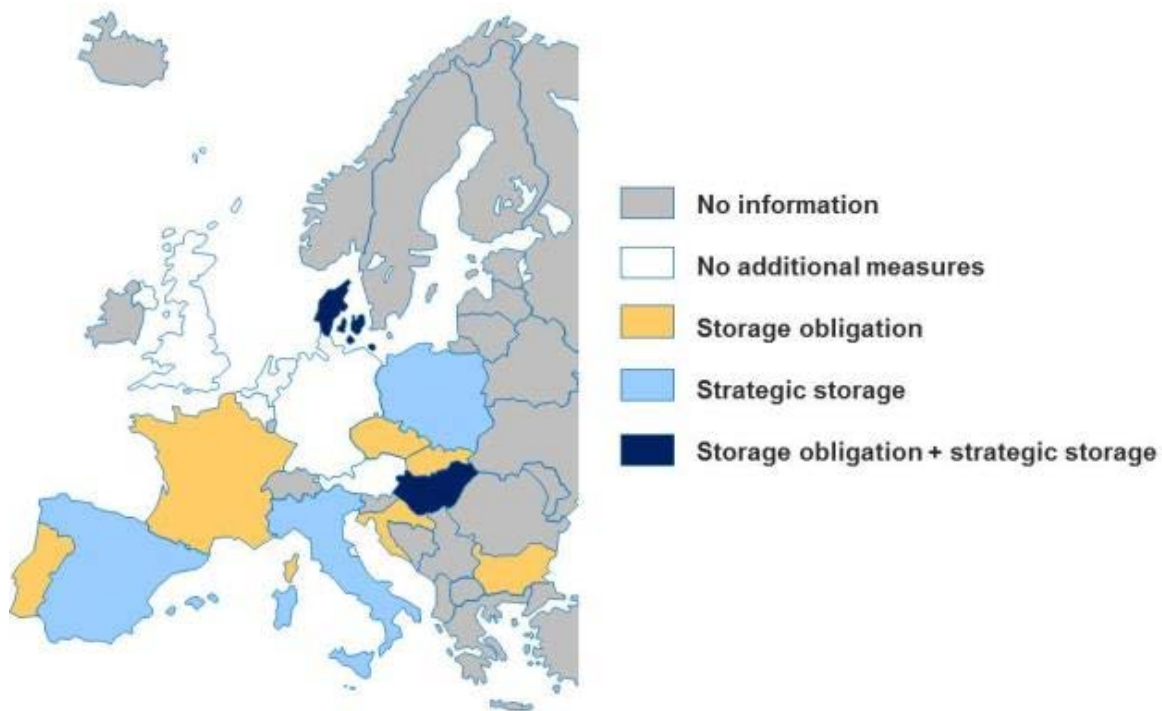 No information
No additional measures
Storage obligation
Strategic storage
Storage obligation + strategic storage